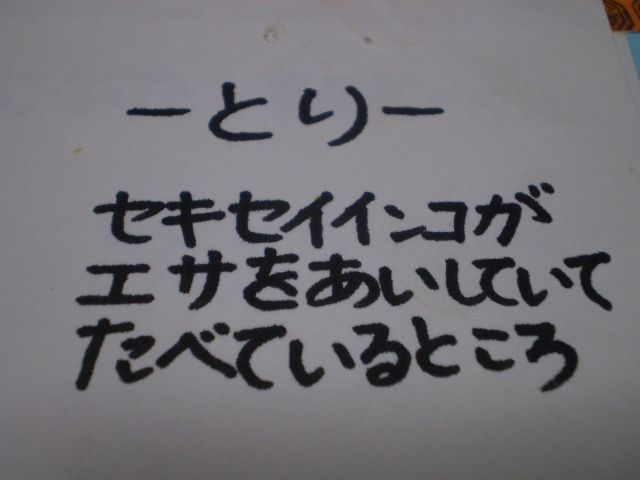 ーとりー
セキセイインコが
エサをあいしていて
たべているところ